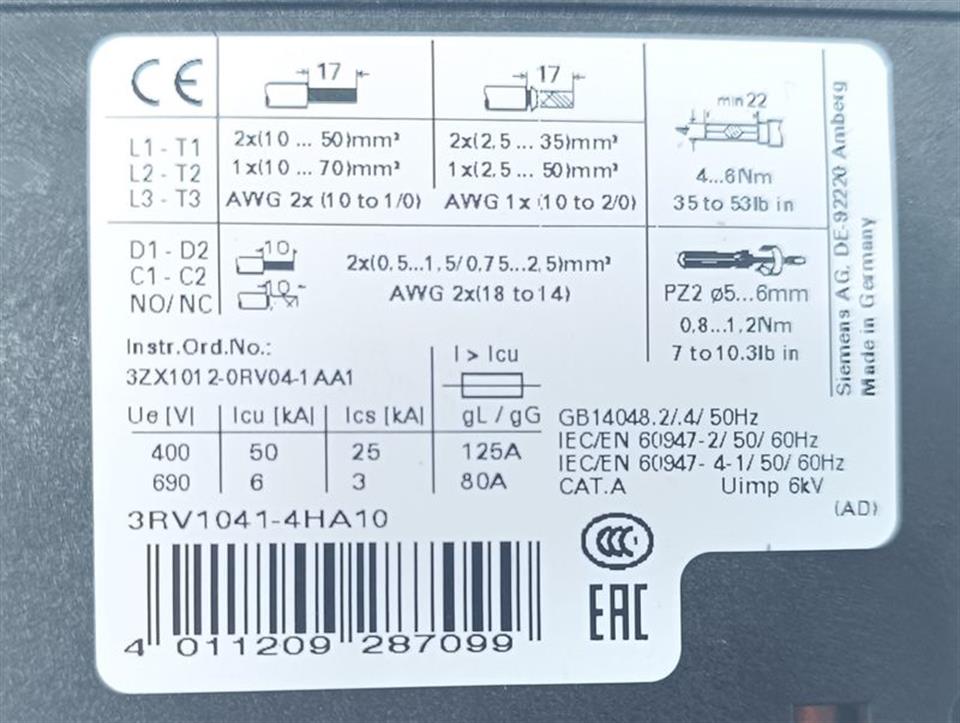 CE
17
17
min 22
L1 - T1
L2 - T2
L3 - T3
2x(10 ... 50)mm²
1x(10 ... 70)mm²
AWG 2x (10 to 1/0)
2x(2.5 ... 35)mm²
1x(2.5 ... 50)mm²
AWG 1x (10 to 2/0)
4...6Nm
35 to 53lb in
D1 - D2
C1 - C2
NO/ NC
10
10
2x(0,5...1,5/0,75...2,5)mm²
AWG 2x(18 to 14)
PZ2 ø5...6mm
0,8...1,2Nm
7 to 10.3lb in
Siemens AG, DE-92220 Amberg
Made in Germany
Instr.Ord.No.:
3ZX1012-0RV04-1AA1
I > Icu
Ue [V] Icu [kA] Ics [kA] gL / gG
400 50 25 125A
690 6 3 80A
GB14048.2/.4/ 50Hz
IEC/EN 60947-2/ 50/ 60Hz
IEC/EN 60947- 4-1/ 50/ 60Hz
CAT.A Uimp 6kV
(AD)
3RV1041-4HA10
CCC
EAC
4 011209 287099